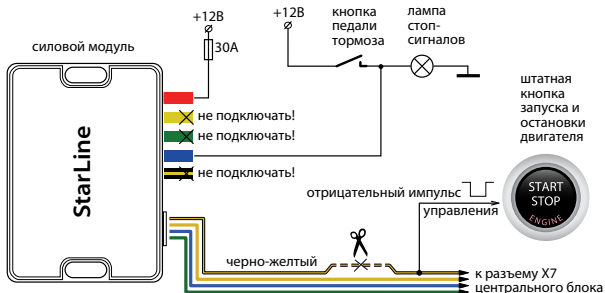 +12В
+12В
кнопка
педали
тормоза
лампа
стоп-
сигналов
силовой модуль
30А
штатная
кнопка
запуска и
остановки
двигателя
StarLine
не подключать!
не подключать!
не подключать!
отрицательный импульс
управления
START
STOP
ENGINE
черно-желтый
к разъему X7
центрального блока